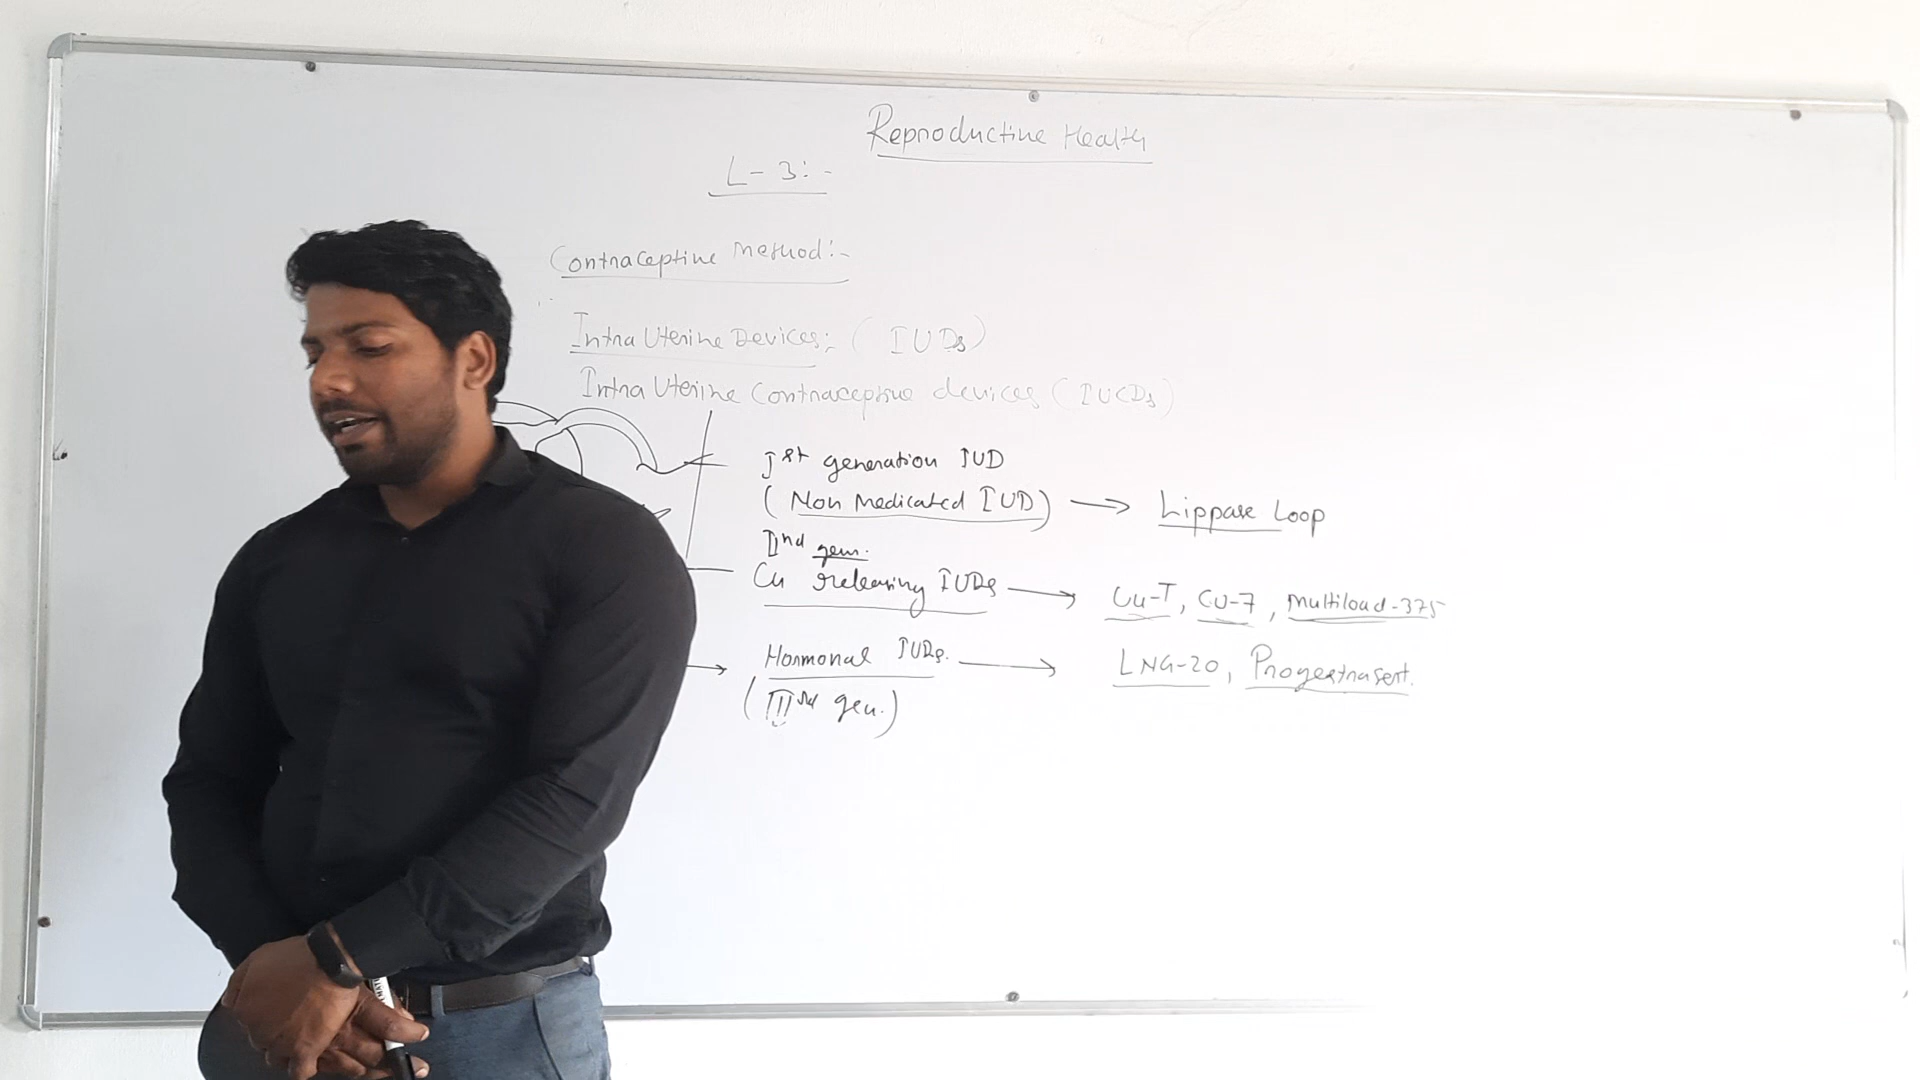 Reproductive Health
L-3:-
Contraceptive Method:-
Intra Uterine Devices: (IUDs)
Intra Uterine Contraceptive devices (IUCDs)
Ist generation IUD
(Non Medicated IUD) → Lippase Loop
IInd gen.
Cu releasing IUDs → Cu-T, CU-7, Multiload-375
Hormonal IUDs. → LNG-20, Progestasert.
(IIIrd gen.)